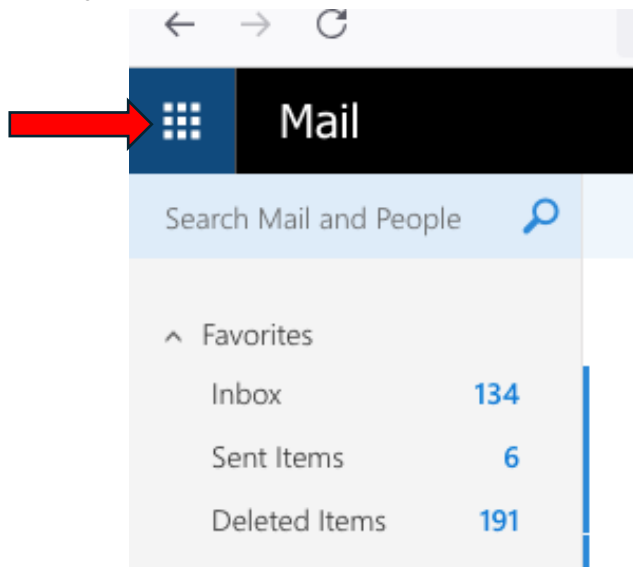 Mail
Search Mail and People
Favorites
Inbox 134
Sent Items 6
Deleted Items 191